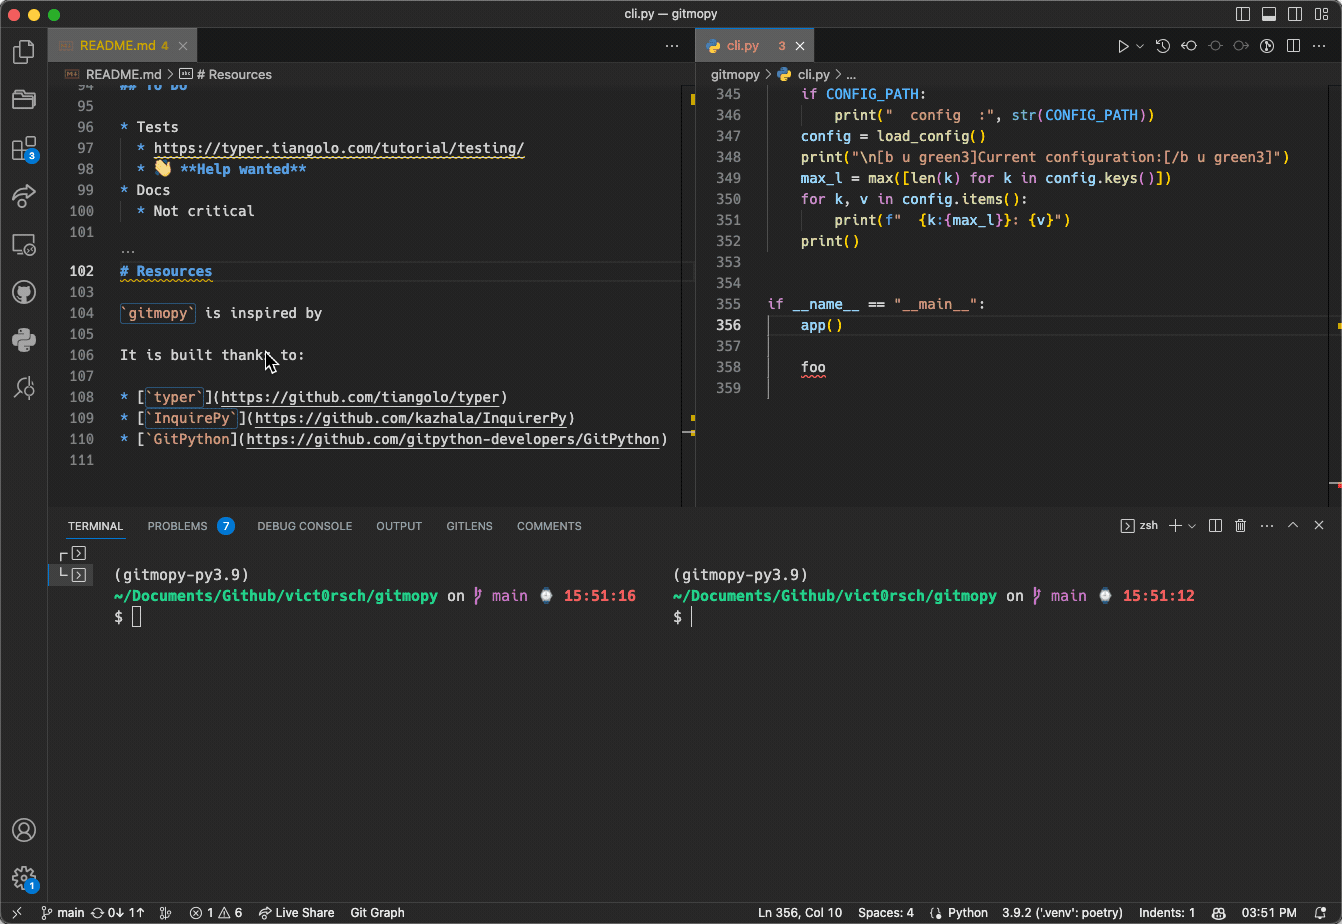 cli.py — gitmopy
README.md 4
cli.py 3
README.md > # Resources
gitmopy > cli.py > ...
94 ## To Do
95
96 * Tests
97 * https://typer.tiangolo.com/tutorial/testing/
98 * 👋 **Help wanted**
99 * Docs
100 * Not critical
101
...
102 # Resources
103
104 `gitmopy` is inspired by
105
106 It is built thanks to:
107
108 * [`typer`](https://github.com/tiangolo/typer)
109 * [`InquirePy`](https://github.com/kazhala/InquirerPy)
110 * [`GitPython](https://github.com/gitpython-developers/GitPython)
111
345 if CONFIG_PATH:
346 print("  config  :", str(CONFIG_PATH))
347 config = load_config()
348 print("\n[b u green3]Current configuration:[/b u green3]")
349 max_l = max([len(k) for k in config.keys()])
350 for k, v in config.items():
351 print(f"  {k:{max_l}}: {v}")
352 print()
353
354
355 if __name__ == "__main__":
356 app()
357
358 foo
359
TERMINAL PROBLEMS 7 DEBUG CONSOLE OUTPUT GITLENS COMMENTS
zsh
(gitmopy-py3.9)
~/Documents/Github/vict0rsch/gitmopy on main ⌚ 15:51:16
$
(gitmopy-py3.9)
~/Documents/Github/vict0rsch/gitmopy on main ⌚ 15:51:12
$
3
1
main 0↓ 1↑ 1 6 Live Share Git Graph
Ln 356, Col 10 Spaces: 4 Python 3.9.2 ('.venv': poetry) Indents: 1 03:51 PM